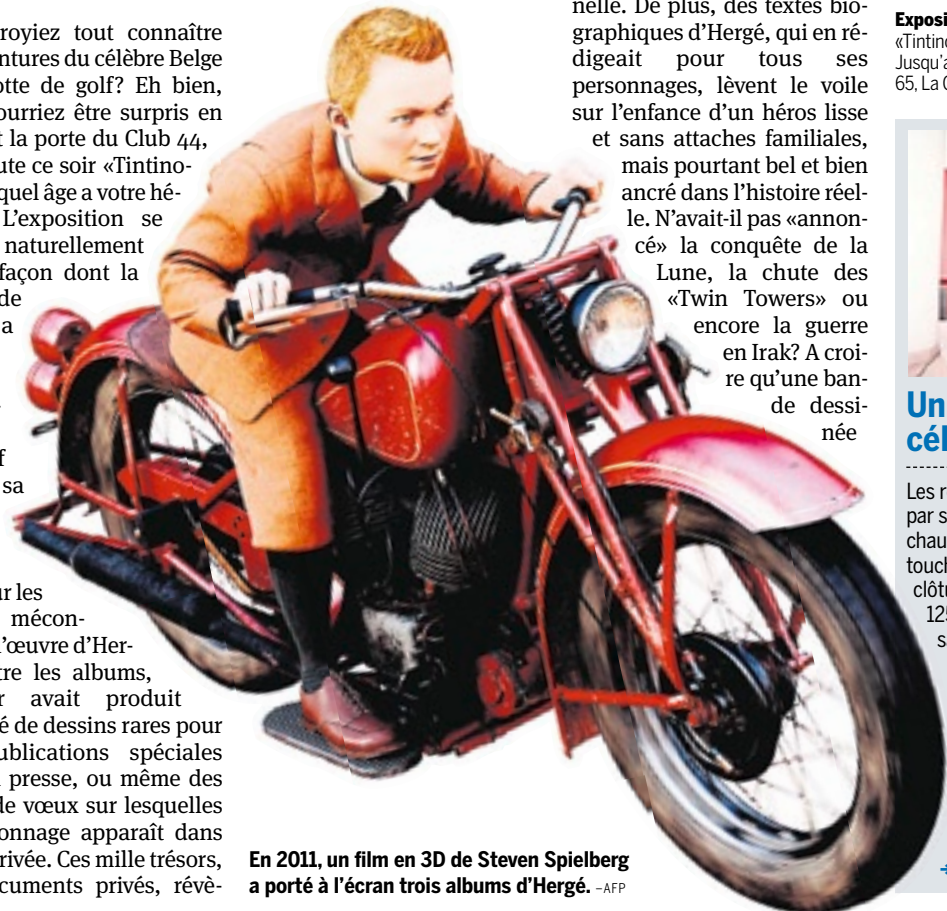 royiez tout connaître
ntures du célèbre Belge
otte de golf? Eh bien,
ourriez être surpris en
t la porte du Club 44,
ute ce soir «Tintino-
quel âge a votre hé-
L'exposition se
naturellement
façon dont la
de
a
f
sa
ur les
mécon-
l'œuvre d'Her-
tre les albums,
r avait produit
é de dessins rares pour
ublications spéciales
presse, ou même des
de vœux sur lesquelles
onnage apparaît dans
rivée. Ces mille trésors,
cuments privés, révè-
En 2011, un film en 3D de Steven Spielberg
a porté à l'écran trois albums d'Hergé. –AFP
nelle. De plus, des textes bio-
graphiques d'Hergé, qui en ré-
digeait pour tous ses
personnages, lèvent le voile
sur l'enfance d'un héros lisse
et sans attaches familiales,
mais pourtant bel et bien
ancré dans l'histoire réel-
le. N'avait-il pas «annon-
cé» la conquête de la
Lune, la chute des
«Twin Towers» ou
encore la guerre
en Irak? A croi-
re qu'une ban-
de dessi-
née
Exposi
«Tintino
Jusqu'a
65, La C
Un
cél
Les r
par s
chau
touch
clôtu
125
s